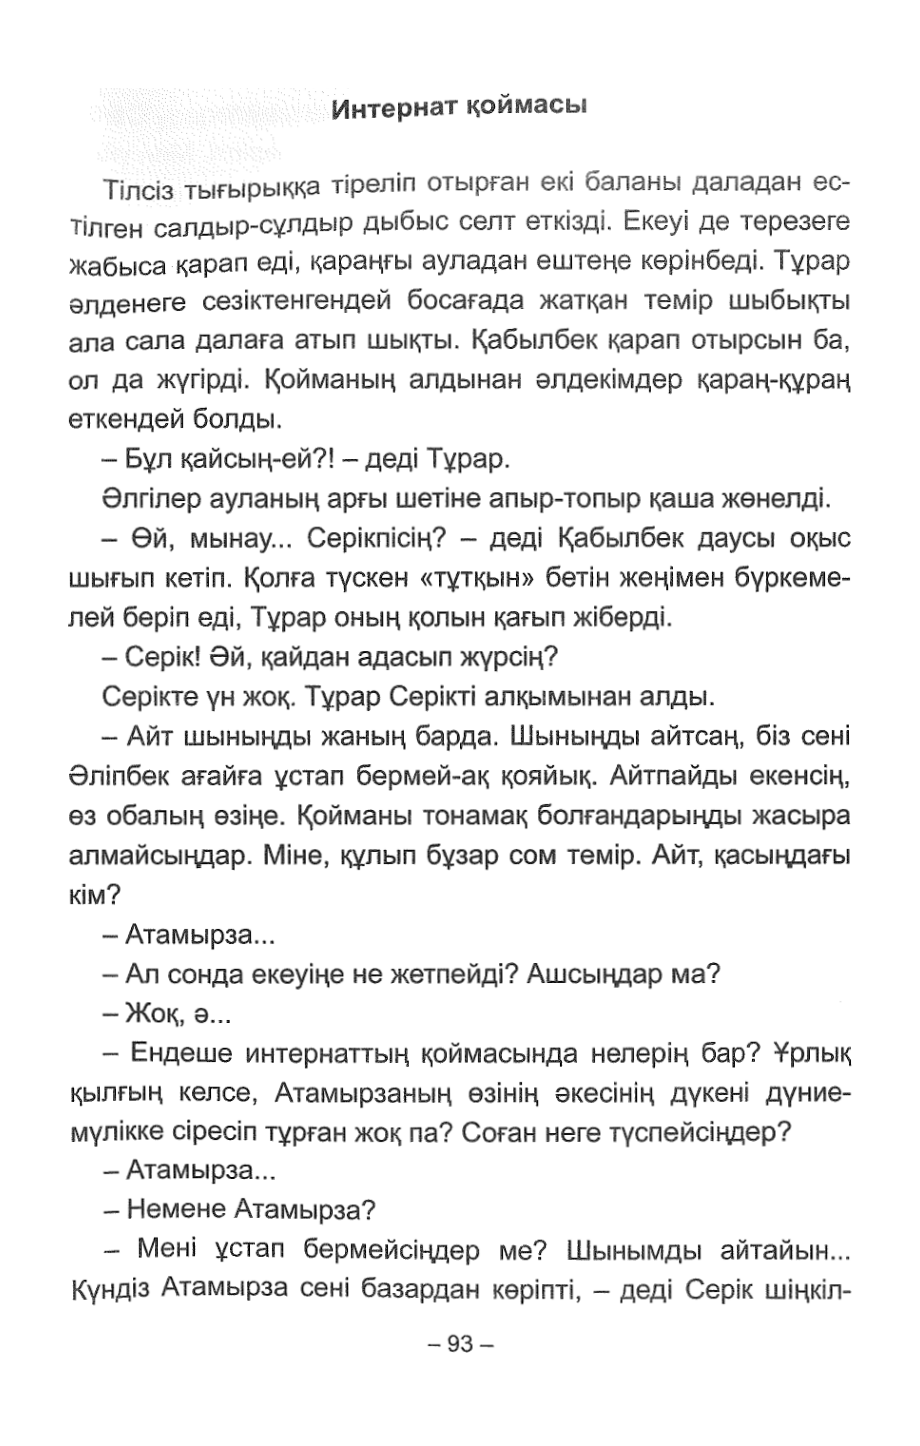 Интернат қоймасы
Тілсіз тығырыққа тіреліп отырған екі баланы даладан ес-
тілген салдыр-сұлдыр дыбыс селт еткізді. Екеуі де терезеге
жабыса қарап еді, қараңғы ауладан ештеңе көрінбеді. Тұрар
әлденеге сезіктенгендей босағада жатқан темір шыбықты
ала сала далаға атып шықты. Қабылбек қарап отырсын ба,
ол да жүгірді. Қойманың алдынан әлдекімдер қараң-құраң
еткендей болды.
– Бұл қайсың-ей?! – деді Тұрар.
Әлгілер ауланың арғы шетіне апыр-топыр қаша жөнелді.
– Өй, мынау... Серікпісің? – деді Қабылбек даусы оқыс
шығып кетіп. Қолға түскен «тұтқын» бетін жеңімен бүркеме-
лей беріп еді, Тұрар оның қолын қағып жіберді.
– Серік! Әй, қайдан адасып жүрсің?
Серікте үн жоқ. Тұрар Серікті алқымынан алды.
– Айт шыныңды жаның барда. Шыныңды айтсаң, біз сені
Әліпбек ағайға ұстап бермей-ақ қояйық. Айтпайды екенсің,
өз обалың өзіңе. Қойманы тонамақ болғандарыңды жасыра
алмайсыңдар. Міне, құлып бұзар сом темір. Айт, қасыңдағы
кім?
– Атамырза...
– Ал сонда екеуіңе не жетпейді? Ашсыңдар ма?
– Жоқ, ә...
– Ендеше интернаттың қоймасында нелерің бар? Ұрлық
қылғың келсе, Атамырзаның өзінің әкесінің дүкені дүние-
мүлікке сіресіп тұрған жоқ па? Соған неге түспейсіңдер?
– Атамырза...
– Немене Атамырза?
– Мені ұстап бермейсіңдер ме? Шынымды айтайын...
Күндіз Атамырза сені базардан көріпті, – деді Серік шіңкіл-
– 93 –